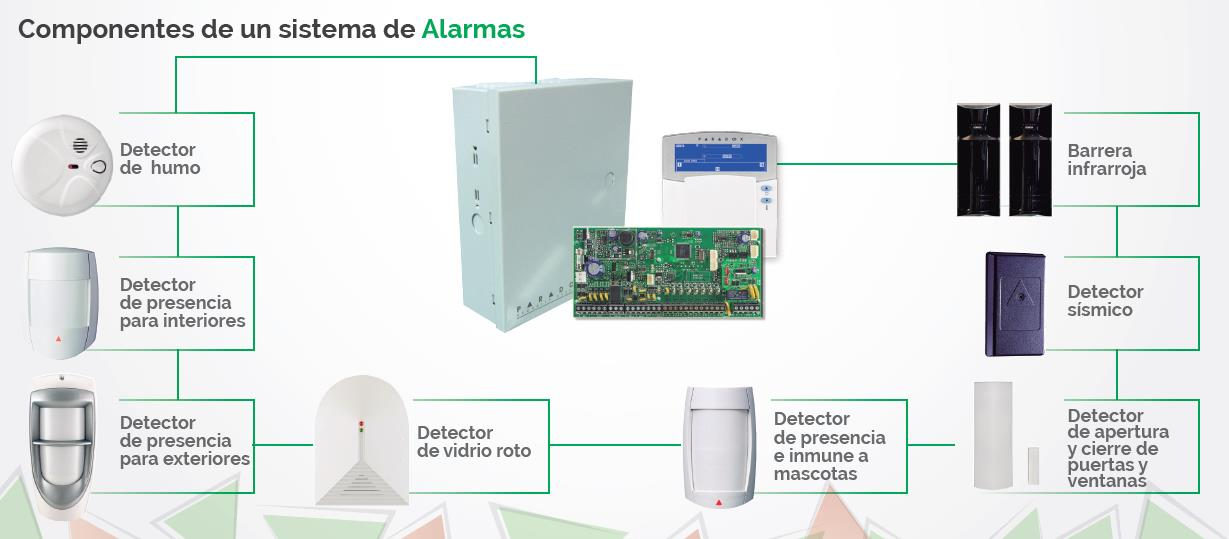 Componentes de un sistema de Alarmas
Detector
de humo
Detector
de presencia
para interiores
Detector
de presencia
para exteriores
Detector
de vidrio roto
Detector
de presencia
e inmune a
mascotas
Detector
de apertura
y cierre de
puertas y
ventanas
Detector
sísmico
Barrera
infrarroja
PARADOX